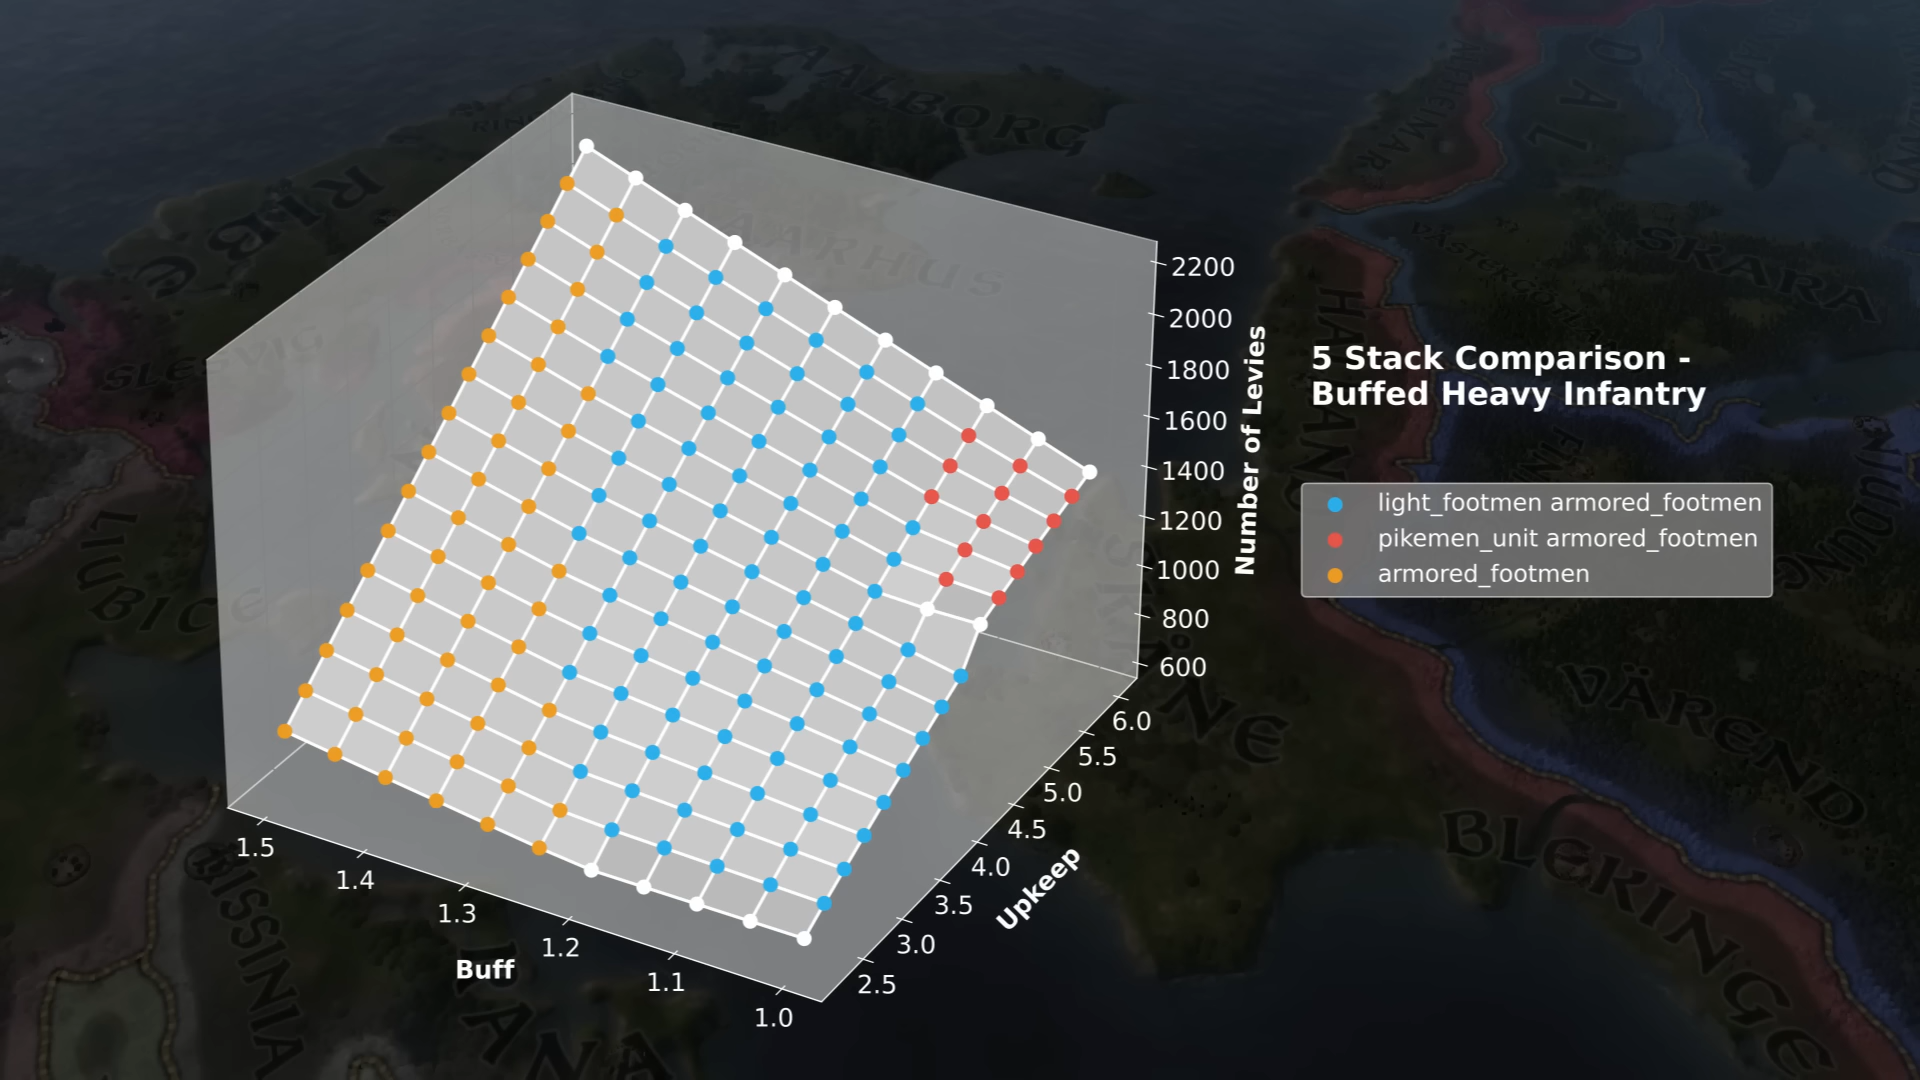 5 Stack Comparison -
Buffed Heavy Infantry
light_footmen armored_footmen
pikemen_unit armored_footmen
armored_footmen
Number of Levies
2200
2000
1800
1600
1400
1200
1000
800
600
Upkeep
6.0
5.5
5.0
4.5
4.0
3.5
3.0
2.5
Buff
1.5
1.4
1.3
1.2
1.1
1.0
AALBORG
RIBE
AARHUS
SLESVIG
LIUBICE
SKARA
VÄREND
BLEKINGE